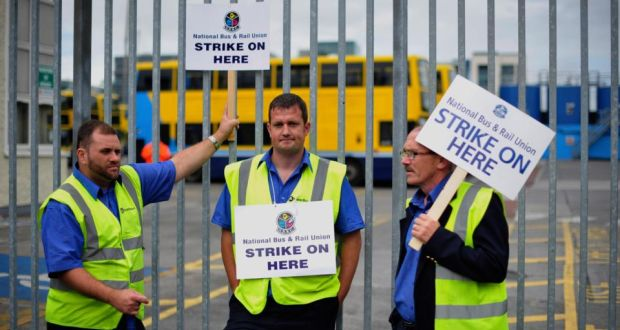 National Bus & Rail Union
STRIKE ON
HERE
National Bus & Rail Union
STRIKE ON
HERE
National Bus & Rail Union
STRIKE ON
HERE